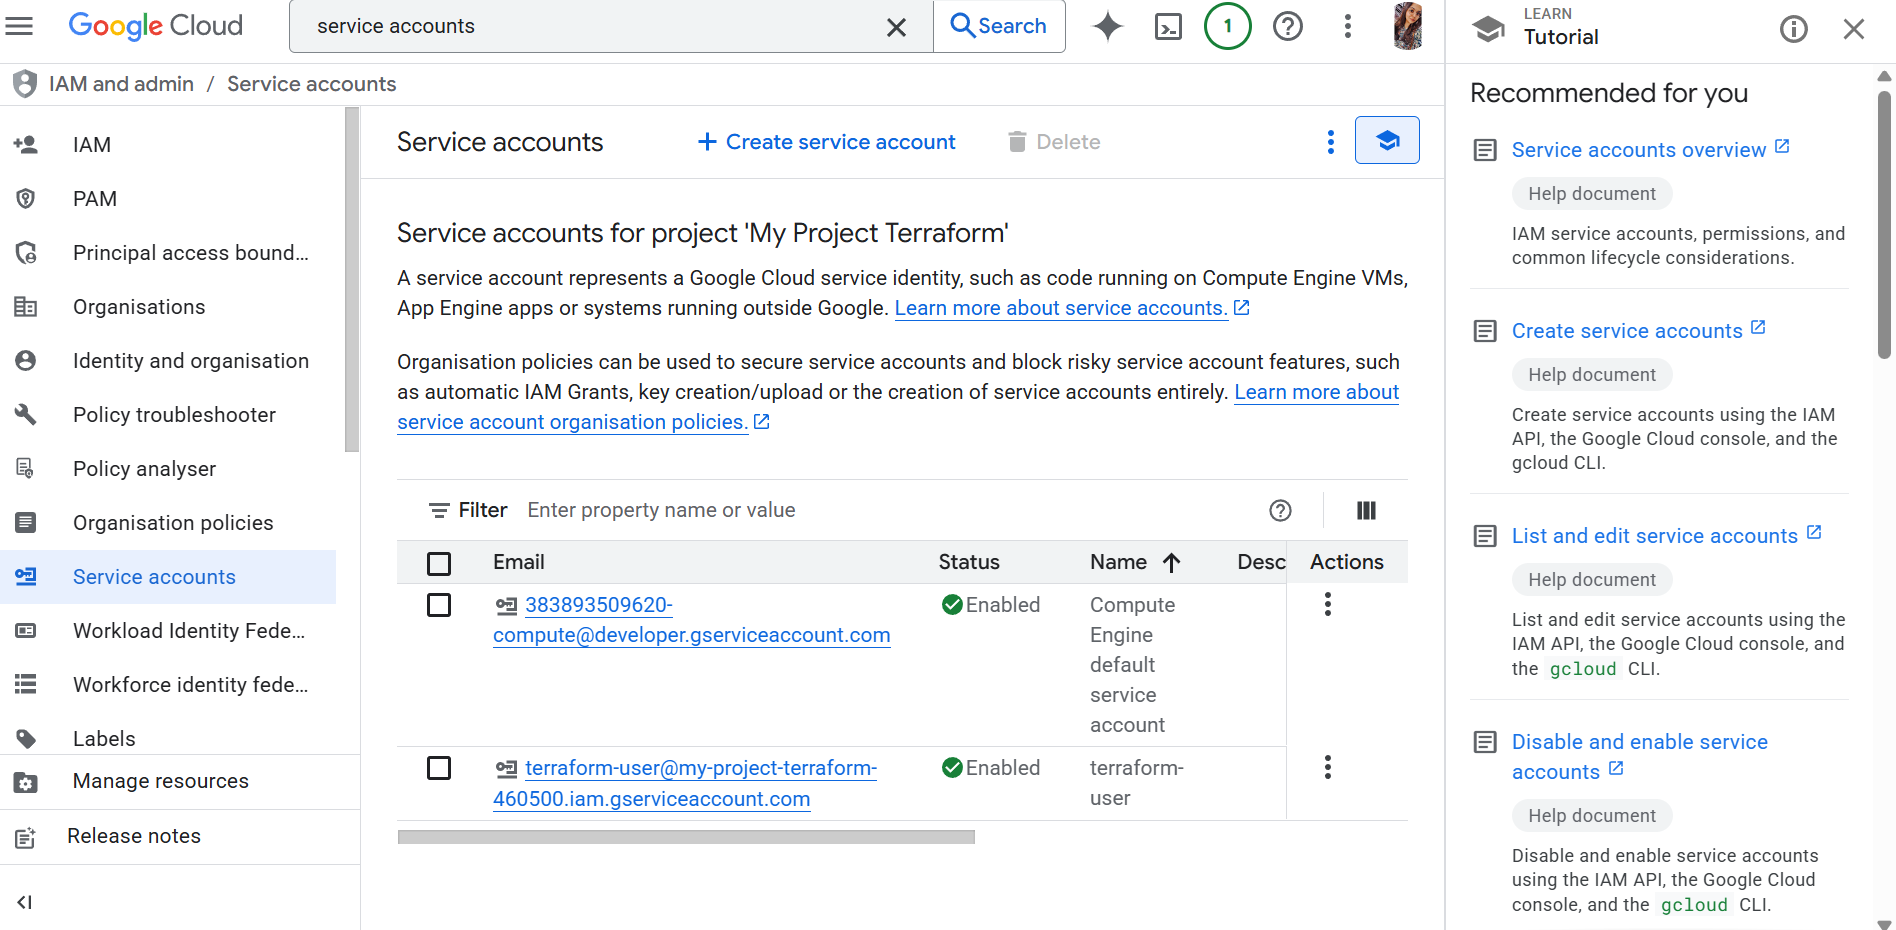 Google Cloud
service accounts
Search
1
IAM and admin / Service accounts
IAM
PAM
Principal access bound...
Organisations
Identity and organisation
Policy troubleshooter
Policy analyser
Organisation policies
Service accounts
Workload Identity Fede...
Workforce identity fede...
Labels
Manage resources
Release notes
Service accounts
+ Create service account
Delete
Service accounts for project 'My Project Terraform'
A service account represents a Google Cloud service identity, such as code running on Compute Engine VMs,
App Engine apps or systems running outside Google. Learn more about service accounts.
Organisation policies can be used to secure service accounts and block risky service account features, such
as automatic IAM Grants, key creation/upload or the creation of service accounts entirely. Learn more about
service account organisation policies.
Filter Enter property name or value
Email Status Name Desc Actions
383893509620-
compute@developer.gserviceaccount.com
Enabled
Compute
Engine
default
service
account
terraform-user@my-project-terraform-
460500.iam.gserviceaccount.com
Enabled
terraform-
user
LEARN
Tutorial
Recommended for you
Service accounts overview
Help document
IAM service accounts, permissions, and
common lifecycle considerations.
Create service accounts
Help document
Create service accounts using the IAM
API, the Google Cloud console, and the
gcloud CLI.
List and edit service accounts
Help document
List and edit service accounts using the
IAM API, the Google Cloud console, and
the gcloud CLI.
Disable and enable service
accounts
Help document
Disable and enable service accounts
using the IAM API, the Google Cloud
console, and the gcloud CLI.